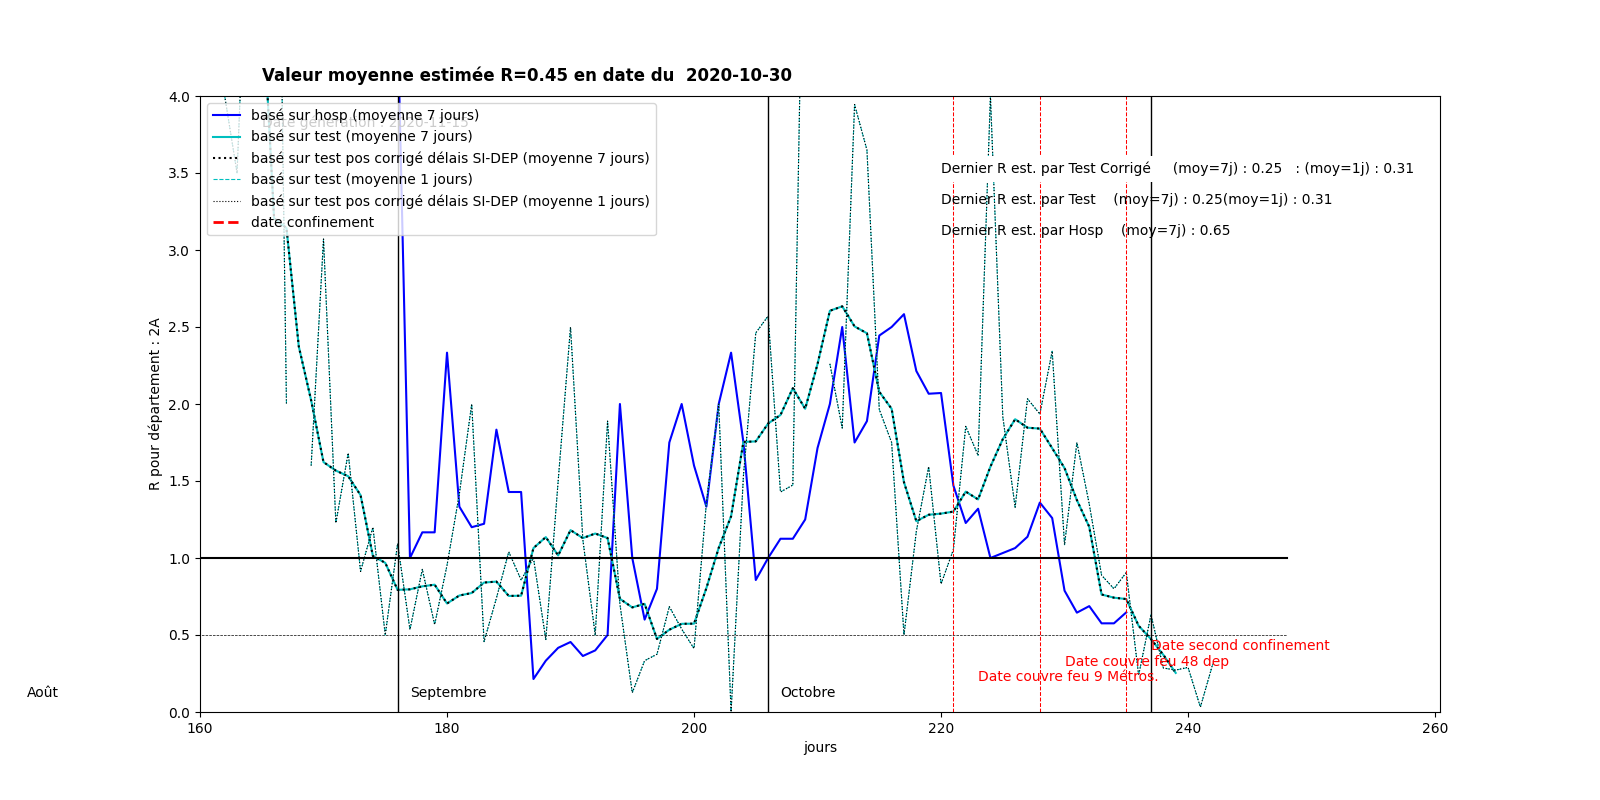 Valeur moyenne estimée R=0.45 en date du  2020-10-30
Date génération : 2020-11-15
basé sur hosp (moyenne 7 jours)
basé sur test (moyenne 7 jours)
basé sur test pos corrigé délais SI-DEP (moyenne 7 jours)
basé sur test (moyenne 1 jours)
basé sur test pos corrigé délais SI-DEP (moyenne 1 jours)
date confinement
Dernier R est. par Test Corrigé (moy=7j) : 0.25 : (moy=1j) : 0.31
Dernier R est. par Test (moy=7j) : 0.25(moy=1j) : 0.31
Dernier R est. par Hosp (moy=7j) : 0.65
R pour département : 2A
4.0
3.5
3.0
2.5
2.0
1.5
1.0
0.5
0.0
Date second confinement
Date couvre feu 48 dep
Date couvre feu 9 Métros.
Août
Septembre
Octobre
160 180 200 220 240 260
jours